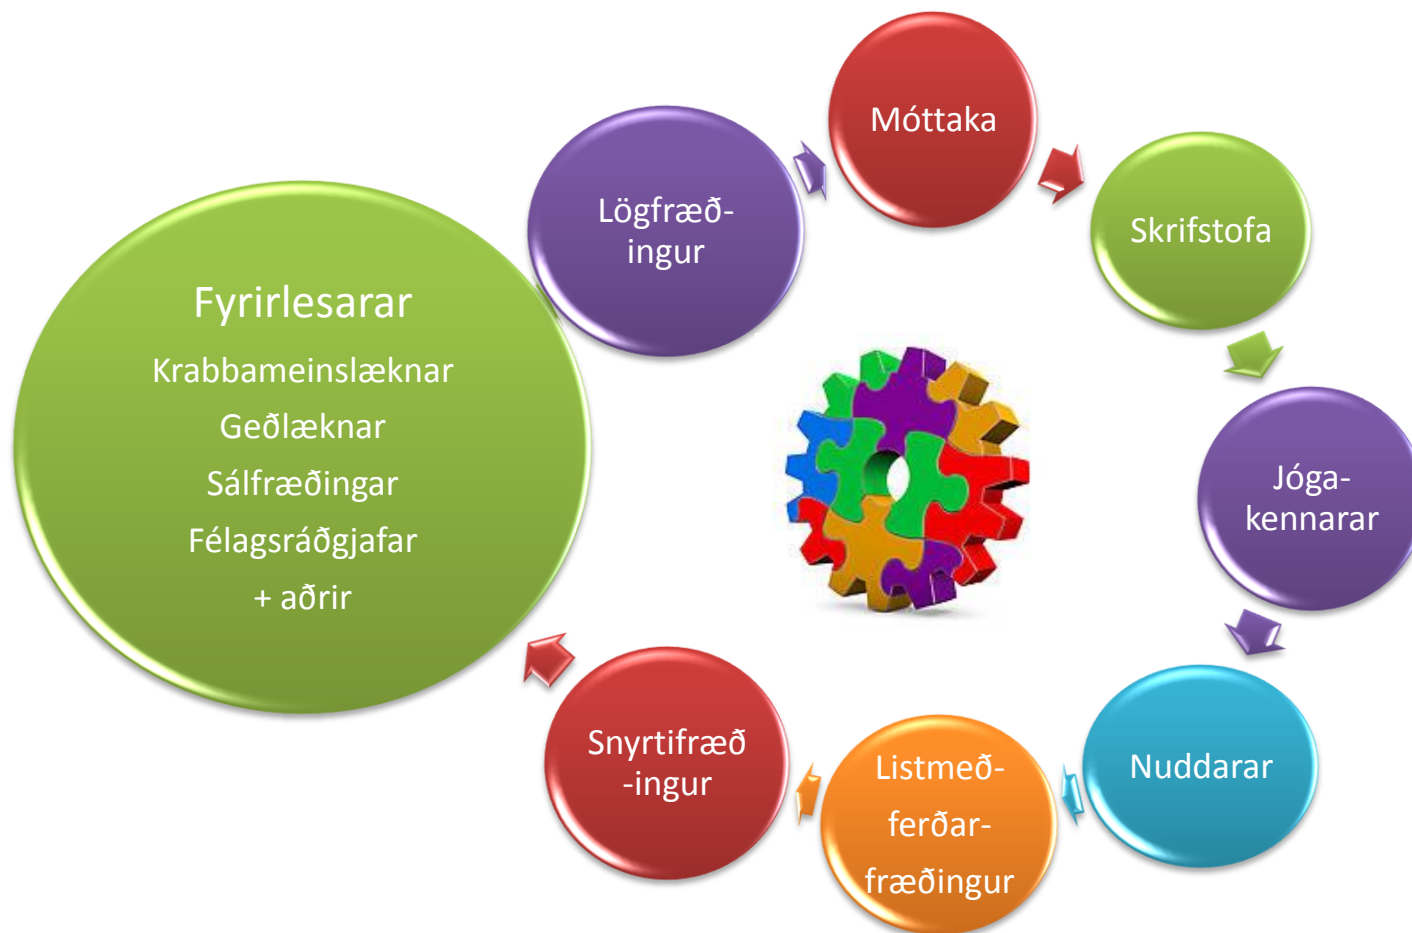 Móttaka
Skrifstofa
Jóga-
kennarar
Nuddarar
Listmeð-
ferðar-
fræðingur
Snyrtifræð
-ingur
Fyrirlesarar
Krabbameinslæknar
Geðlæknar
Sálfræðingar
Félagsráðgjafar
+ aðrir
Lögfræð-
ingur